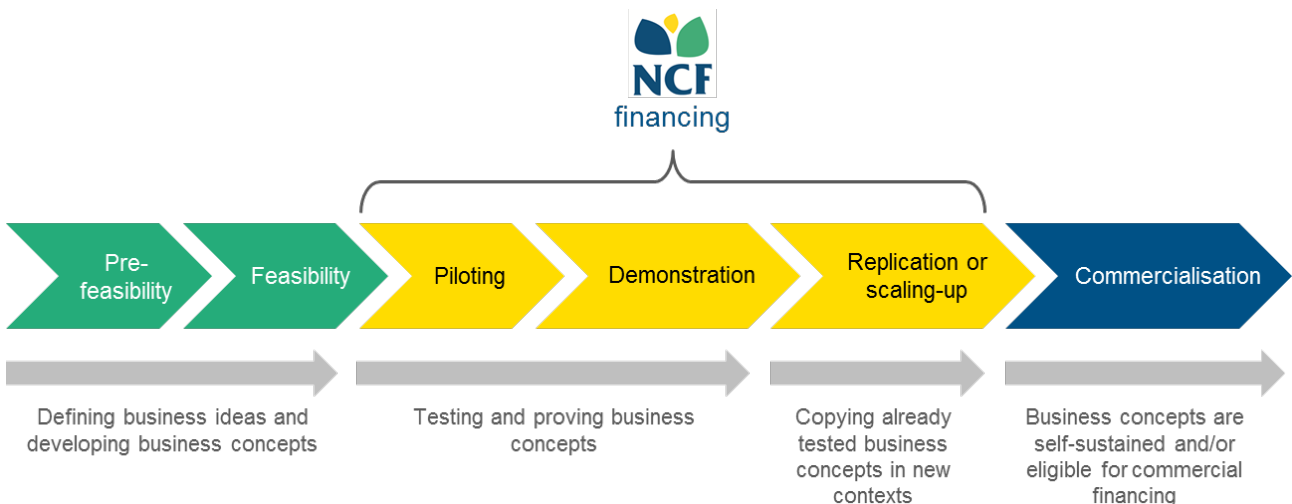 NCF
financing
Pre-
feasibility
Feasibility
Piloting
Demonstration
Replication or
scaling-up
Commercialisation
Defining business ideas and
developing business concepts
Testing and proving business
concepts
Copying already
tested business
concepts in new
contexts
Business concepts are
self-sustained and/or
eligible for commercial
financing